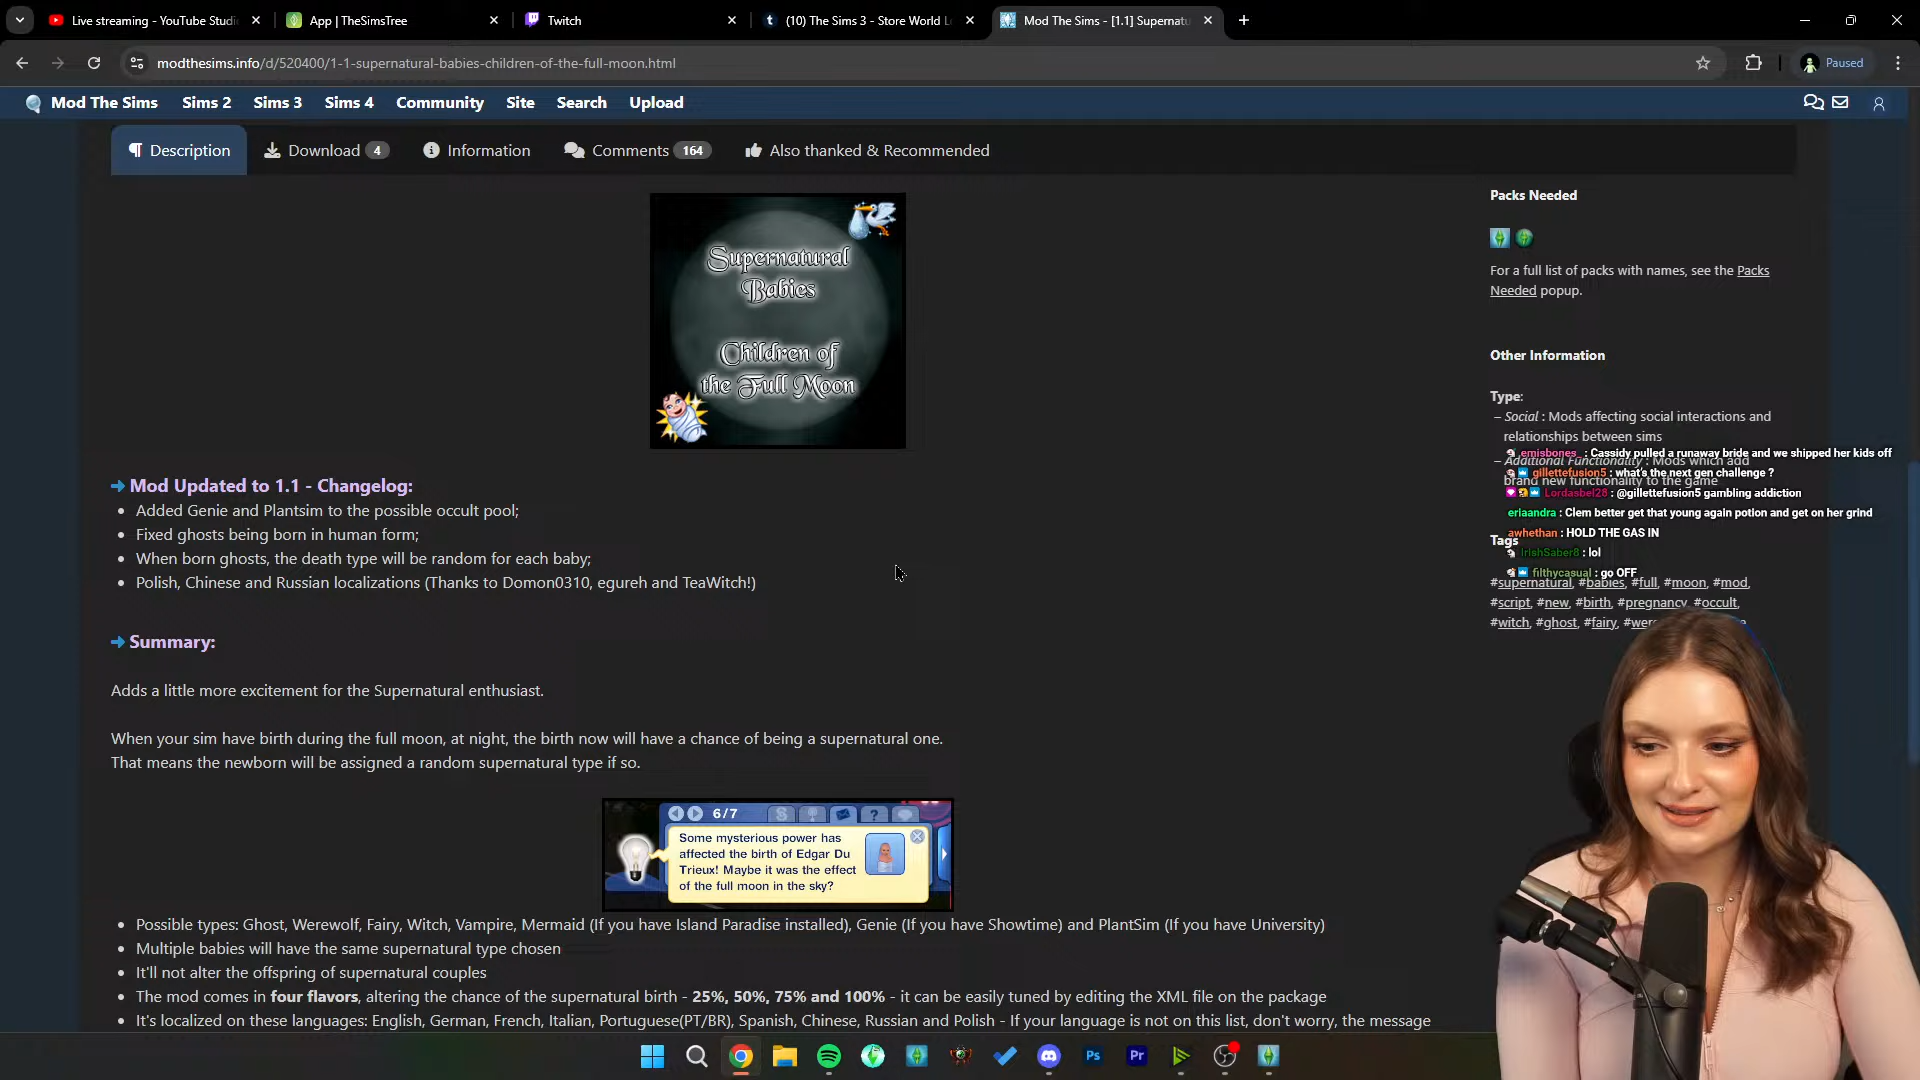 Live streaming - YouTube Studi
App | TheSimsTree
Twitch
(10) The Sims 3 - Store World L
Mod The Sims - [1.1] Supernatu
modthesims.info/d/520400/1-1-supernatural-babies-children-of-the-full-moon.html
Paused
Mod The Sims
Sims 2
Sims 3
Sims 4
Community
Site
Search
Upload
Description
Download 4
Information
Comments 164
Also thanked & Recommended
Supernatural
Babies
Children of
the Full Moon
Mod Updated to 1.1 - Changelog:
Added Genie and Plantsim to the possible occult pool;
Fixed ghosts being born in human form;
When born ghosts, the death type will be random for each baby;
Polish, Chinese and Russian localizations (Thanks to Domon0310, egureh and TeaWitch!)
Summary:
Adds a little more excitement for the Supernatural enthusiast.
When your sim have birth during the full moon, at night, the birth now will have a chance of being a supernatural one.
That means the newborn will be assigned a random supernatural type if so.
6/7
Some mysterious power has
affected the birth of Edgar Du
Trieux! Maybe it was the effect
of the full moon in the sky?
Possible types: Ghost, Werewolf, Fairy, Witch, Vampire, Mermaid (If you have Island Paradise installed), Genie (If you have Showtime) and PlantSim (If you have University)
Multiple babies will have the same supernatural type chosen
It'll not alter the offspring of supernatural couples
The mod comes in four flavors, altering the chance of the supernatural birth - 25%, 50%, 75% and 100% - it can be easily tuned by editing the XML file on the package
It's localized on these languages: English, German, French, Italian, Portuguese(PT/BR), Spanish, Chinese, Russian and Polish - If your language is not on this list, don't worry, the message
Packs Needed
For a full list of packs with names, see the Packs
Needed popup.
Other Information
Type:
– Social : Mods affecting social interactions and
relationships between sims
– Additional Functionality : Mods which add
brand new functionality to the game
emisbones_ : Cassidy pulled a runaway bride and we shipped her kids off
gillettefusion5 : what's the next gen challenge ?
Lordasbel28 : @gillettefusion5 gambling addiction
erlaandra : Clem better get that young again potion and get on her grind
awhethan : HOLD THE GAS IN
Tags
IrishSaber8 : lol
filthycasual : go OFF
#supernatural, #babies, #full, #moon, #mod,
#script, #new, #birth, #pregnancy, #occult,
#witch, #ghost, #fairy,
Ps
Pr